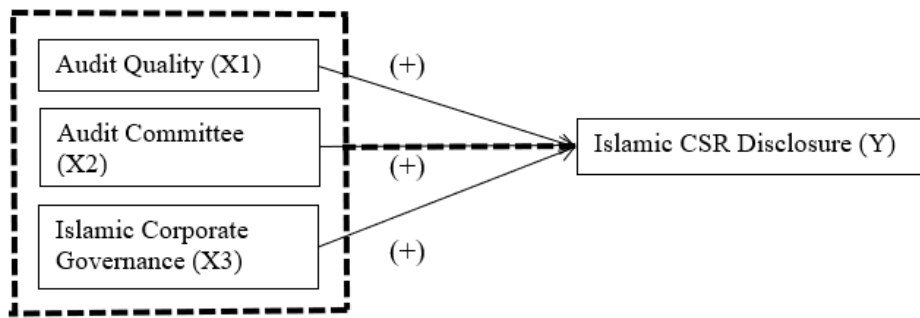 Audit Quality (X1)
(+)
Audit Committee
(X2)
(+)
Islamic CSR Disclosure (Y)
Islamic Corporate
Governance (X3)
(+)